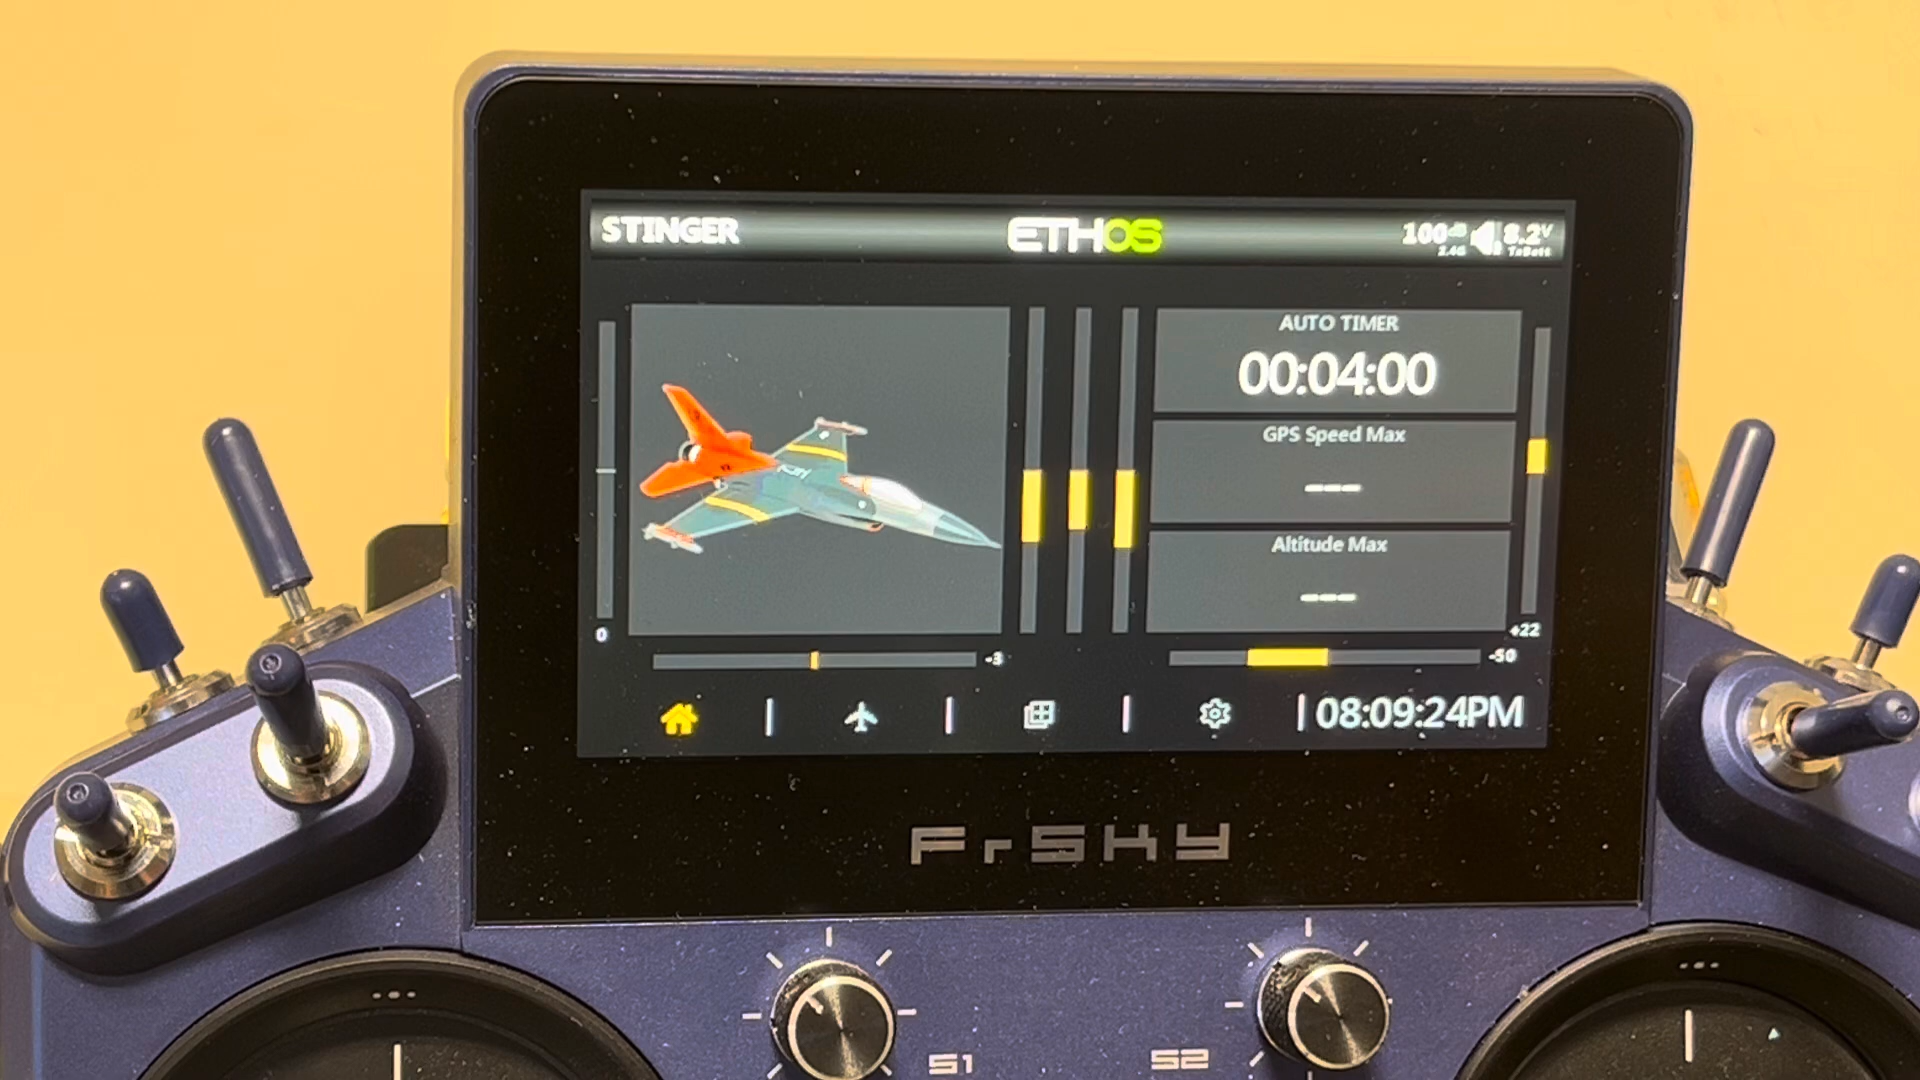 STINGER
ETHOS
100dB
2.4G
8.2V
TxBatt
AUTO TIMER
00:04:00
GPS Speed Max
---
Altitude Max
---
0
-3
+22
-50
08:09:24PM
FrSKY
S1
S2